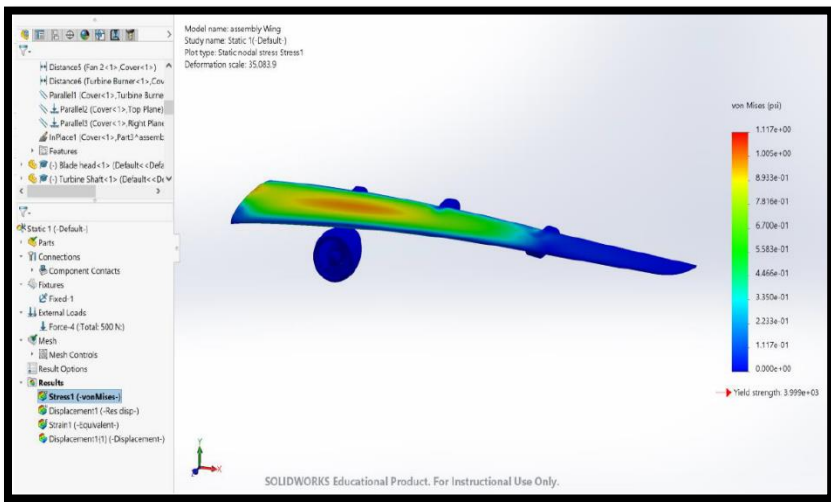 Distance5 (Fan 2<1>,Cover<1>)
Distance6 (Turbine Burner<1>,Cov
Parallel1 (Cover<1>,Turbine Burne
Parallel2 (Cover<1>,Top Plane)
Parallel3 (Cover<1>,Right Plane
InPlace1 (Cover<1>,Part3^assemb
Features
(-) Blade head<1> (Default<<Defa
(-) Turbine Shaft<1> (Default<<De
Static 1 (-Default-)
Parts
Connections
Component Contacts
Fixtures
Fixed-1
External Loads
Force-4 (:Total: 500 N:)
Mesh
Mesh Controls
Result Options
Results
Stress1 (-vonMises-)
Displacement1 (-Res disp-)
Strain1 (-Equivalent-)
Displacement1(1) (-Displacement-)
Model name: assembly Wing
Study name: Static 1(-Default-)
Plot type: Static nodal stress Stress1
Deformation scale: 35,083.9
von Mises (psi)
1.117e+00
1.005e+00
8.933e-01
7.816e-01
6.700e-01
5.583e-01
4.466e-01
3.350e-01
2.233e-01
1.117e-01
0.000e+00
Yield strength: 3.999e+03
Y
X
SOLIDWORKS Educational Product. For Instructional Use Only.